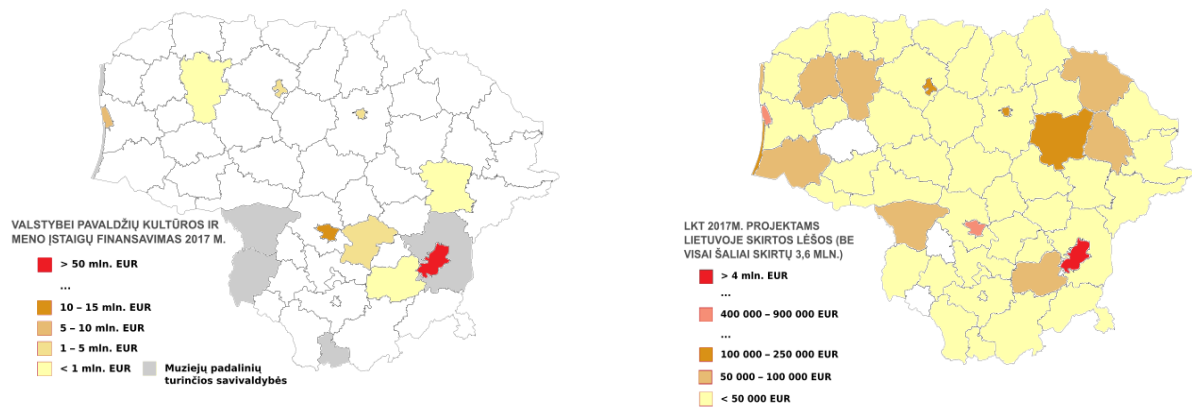 VALSTYBEI PAVALDŽIŲ KULTŪROS IR
MENO ĮSTAIGŲ FINANSAVIMAS 2017 M.
> 50 mln. EUR
...
10 – 15 mln. EUR
5 – 10 mln. EUR
1 – 5 mln. EUR
< 1 mln. EUR
Muziejų padalinių
turinčios savivaldybės
LKT 2017M. PROJEKTAMS
LIETUVOJE SKIRTOS LĖŠOS (BE
VISAI ŠALIAI SKIRTŲ 3,6 MLN.)
> 4 mln. EUR
...
400 000 – 900 000 EUR
...
100 000 – 250 000 EUR
50 000 – 100 000 EUR
< 50 000 EUR